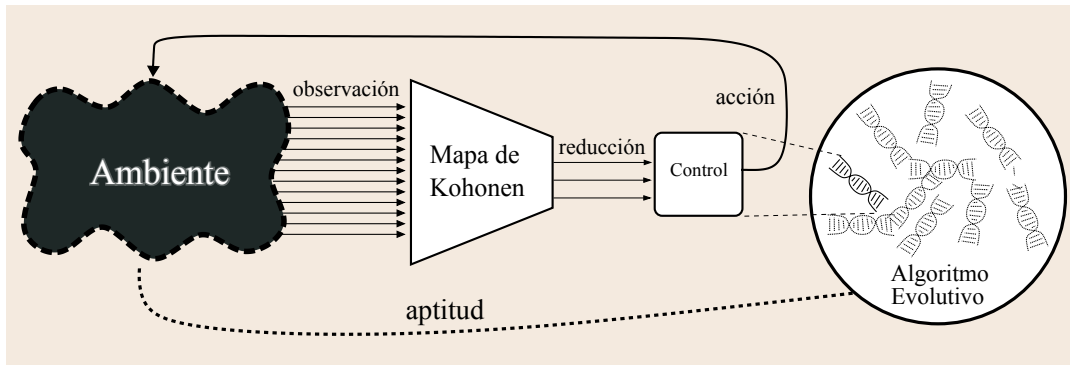 observación
acción
Ambiente
Mapa de
Kohonen
reducción
Control
Algoritmo
Evolutivo
aptitud